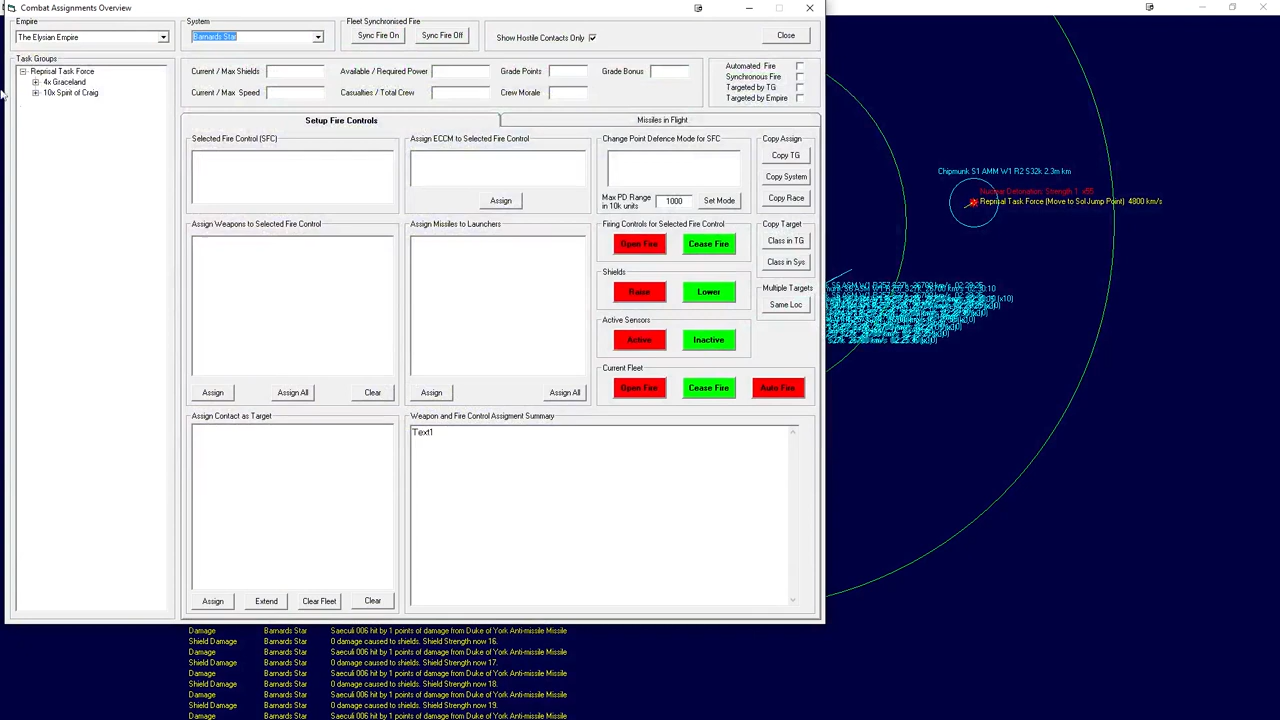 Combat Assignments Overview
Empire
The Elysian Empire
System
Barnards Star
Fleet Synchronised Fire
Sync Fire On
Sync Fire Off
Show Hostile Contacts Only
Close
Task Groups
Reprisal Task Force
4x Graceland
10x Spirit of Craig
Current / Max Shields
Available / Required Power
Grade Points
Grade Bonus
Current / Max Speed
Casualties / Total Crew
Crew Morale
Automated Fire
Synchronous Fire
Targeted by TG
Targeted by Empire
Setup Fire Controls
Missiles in Flight
Selected Fire Control (SFC)
Assign ECCM to Selected Fire Control
Assign
Change Point Defence Mode for SFC
Max PD Range in 10k units
1000
Set Mode
Copy Assign
Copy TG
Copy System
Copy Race
Assign Weapons to Selected Fire Control
Assign
Assign All
Clear
Assign Missiles to Launchers
Assign
Assign All
Firing Controls for Selected Fire Control
Open Fire
Cease Fire
Shields
Raise
Lower
Active Sensors
Active
Inactive
Current Fleet
Open Fire
Cease Fire
Auto Fire
Copy Target
Class in TG
Class in Sys
Multiple Targets
Same Loc
Assign Contact as Target
Assign
Extend
Clear Fleet
Clear
Weapon and Fire Control Assigment Summary
Text1
Chipmunk S1 AMM W1 R2 S32k 2.3m km
Nuclear Detonation: Strength 1 x55
Reprisal Task Force (Move to Sol Jump Point) 4800 km/s
Damage Barnards Star Saeculi 006 hit by 1 points of damage from Duke of York Anti-missile Missile
Shield Damage Barnards Star 0 damage caused to shields. Shield Strength now 16.
Damage Barnards Star Saeculi 006 hit by 1 points of damage from Duke of York Anti-missile Missile
Shield Damage Barnards Star 0 damage caused to shields. Shield Strength now 17.
Damage Barnards Star Saeculi 006 hit by 1 points of damage from Duke of York Anti-missile Missile
Shield Damage Barnards Star 0 damage caused to shields. Shield Strength now 18.
Damage Barnards Star Saeculi 006 hit by 1 points of damage from Duke of York Anti-missile Missile
Shield Damage Barnards Star 0 damage caused to shields. Shield Strength now 19.
Damage Barnards Star Saeculi 006 hit by 1 points of damage from Duke of York Anti-missile Missile